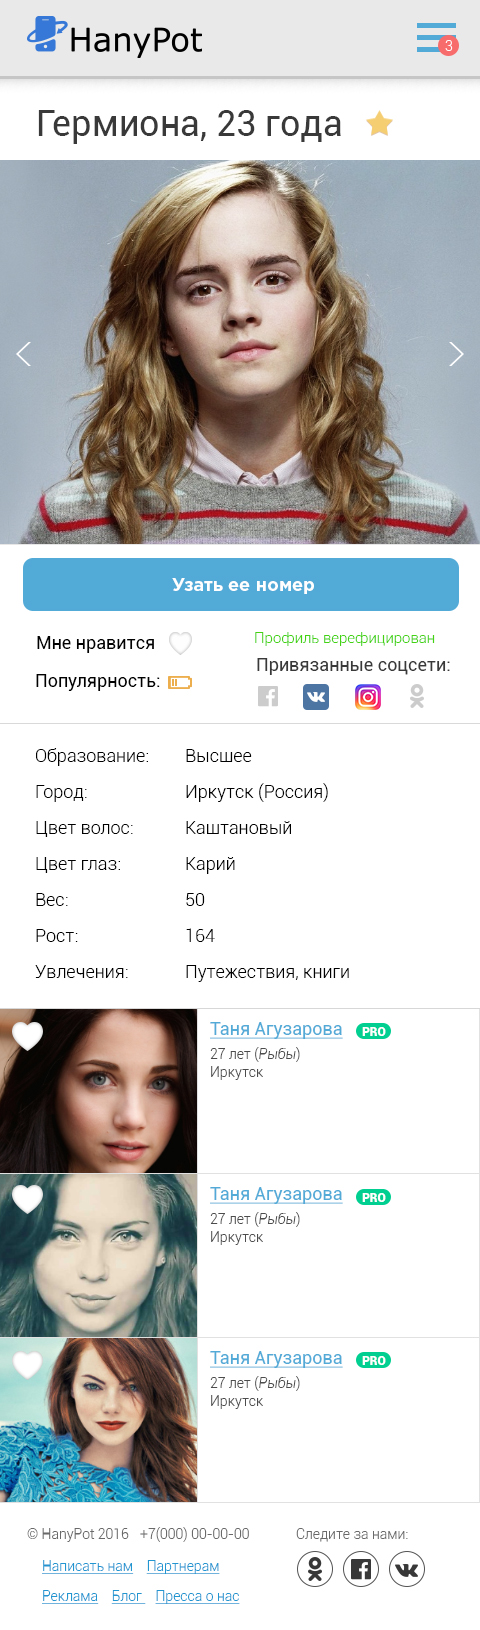 HanyPot
3
Гермиона, 23 года
Узать ее номер
Мне нравится
Профиль верефицирован
Популярность:
Привязанные соцсети:
Образование: Высшее
Город: Иркутск (Россия)
Цвет волос: Каштановый
Цвет глаз: Карий
Вес: 50
Рост: 164
Увлечения: Путежествия, книги
Таня Агузарова PRO
27 лет (Рыбы)
Иркутск
Таня Агузарова PRO
27 лет (Рыбы)
Иркутск
Таня Агузарова PRO
27 лет (Рыбы)
Иркутск
© HanyPot 2016 +7(000) 00-00-00
Следите за нами:
Написать нам Партнерам
Реклама Блог Пресса о нас